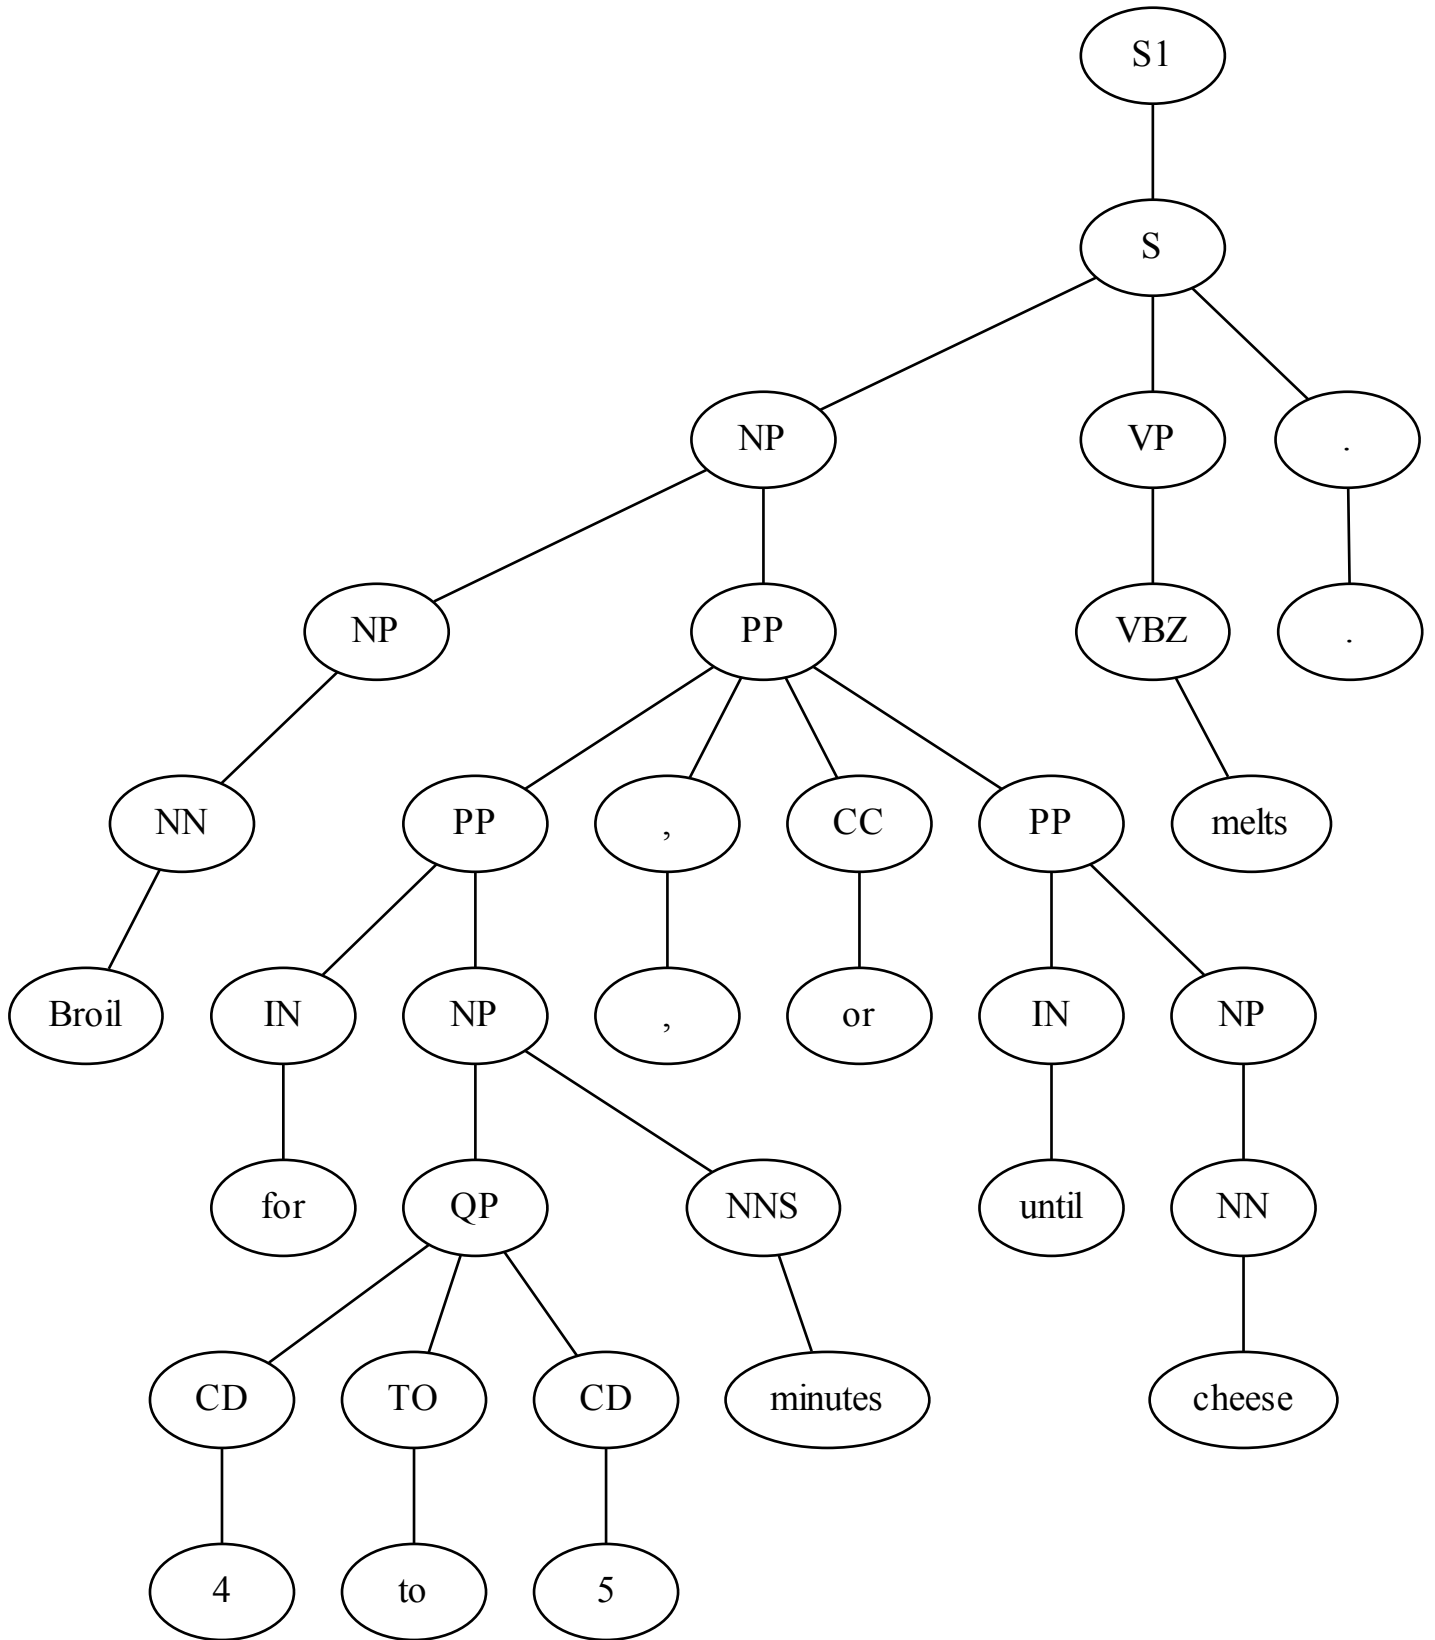 S1
S
NP VP .
NP PP VBZ .
NN PP , CC PP melts
Broil IN NP , or IN NP
for QP NNS until NN
CD TO CD minutes cheese
4 to 5